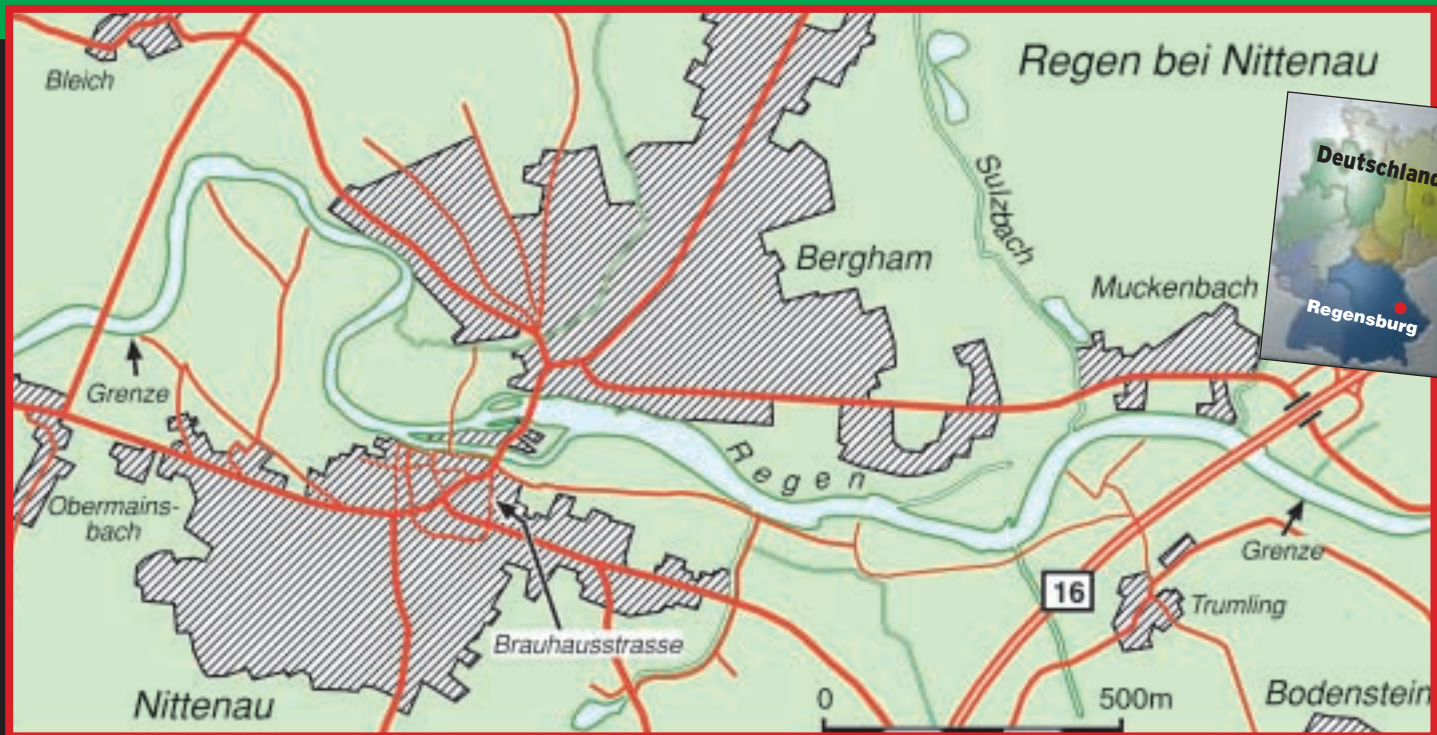 Regen bei Nittenau
Bleich
Deutschland
Sulzbach
Bergham
Muckenbach
Regensburg
Grenze
Regen
Obermains-
bach
Grenze
16
Trumling
Brauhausstrasse
Nittenau
0 500m
Bodenstein